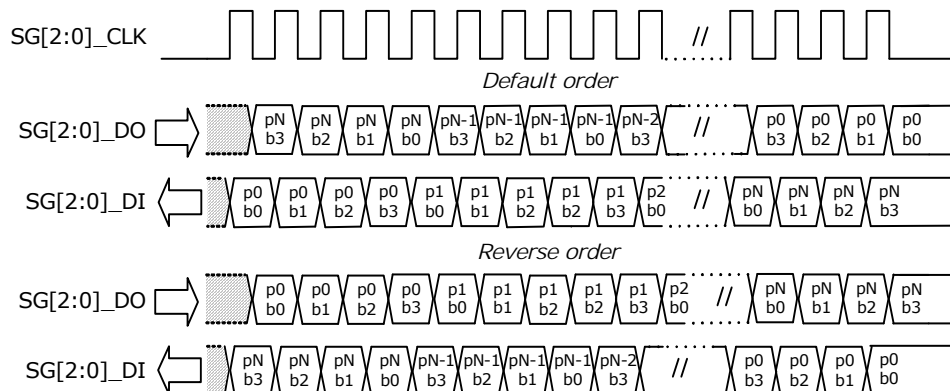 SG[2:0]_CLK //
Default order
pN pN pN pN pN-1 pN-1 pN-1 pN-1 pN-2 p0 p0 p0 p0
SG[2:0]_DO //
b3 b2 b1 b0 b3 b2 b1 b0 b3 b3 b2 b1 b0
p0 p0 p0 p0 p1 p1 p1 p1 p1 p2 pN pN pN pN
SG[2:0]_DI //
b0 b1 b2 b3 b0 b1 b2 b2 b3 b0 b0 b1 b2 b3
Reverse order
p0 p0 p0 p0 p1 p1 p1 p1 p1 p2 pN pN pN pN
SG[2:0]_DO //
b0 b1 b2 b3 b0 b1 b2 b2 b3 b0 b0 b1 b2 b3
pN pN pN pN pN-1 pN-1 pN-1 pN-1 pN-2 p0 p0 p0 p0
SG[2:0]_DI //
b3 b2 b1 b0 b3 b2 b1 b0 b3 b3 b2 b1 b0